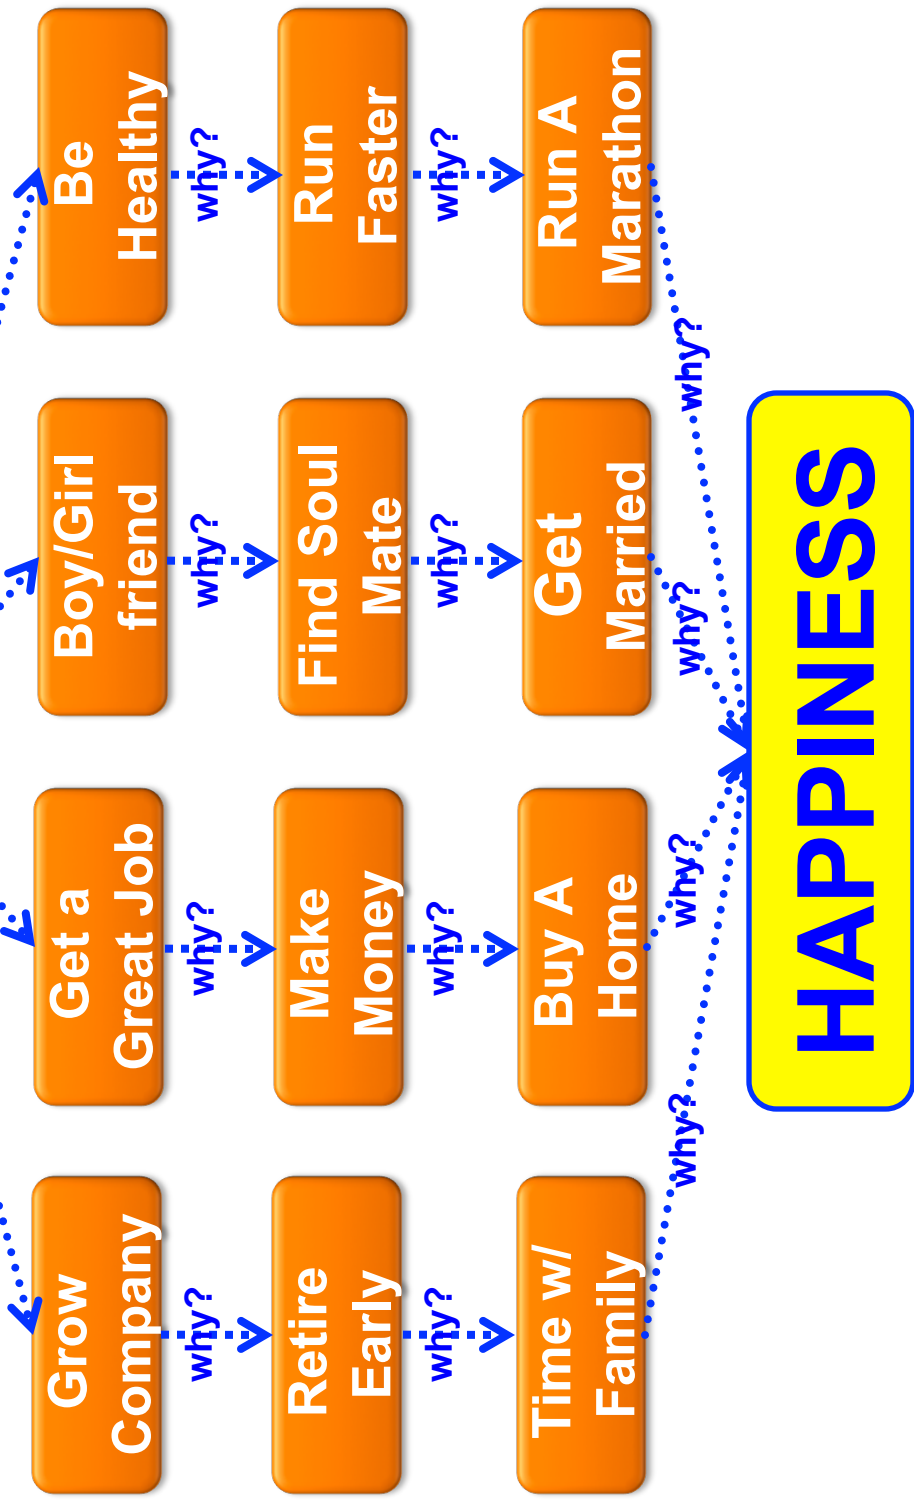 Grow
Company
Get a
Great Job
Boy/Girl
friend
Be
Healthy
why?
why?
why?
why?
Retire
Early
Make
Money
Find Soul
Mate
Run
Faster
why?
why?
why?
why?
Time w/
Family
Buy A
Home
Get
Married
Run A
Marathon
why?
why?
why?
why?
HAPPINESS